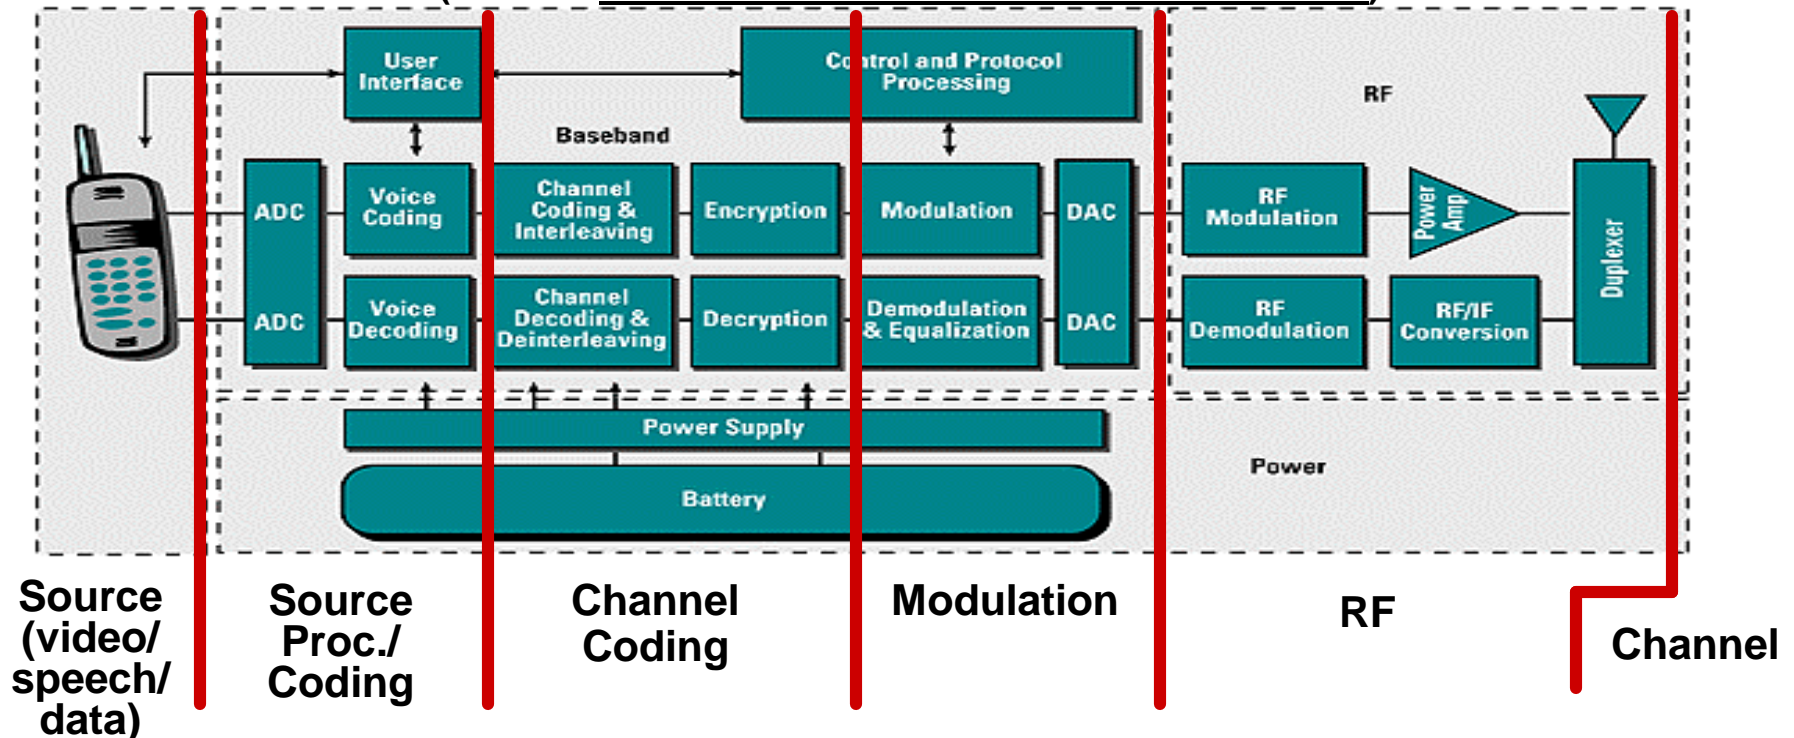 User
Interface
Control and Protocol
Processing
RF
Baseband
ADC
Voice
Coding
Channel
Coding &
Interleaving
Encryption
Modulation
DAC
RF
Modulation
Power
Amp
Duplexer
ADC
Voice
Decoding
Channel
Decoding &
Deinterleaving
Decryption
Demodulation
& Equalization
DAC
RF
Demodulation
RF/IF
Conversion
Power Supply
Power
Battery
Source
(video/
speech/
data)
Source
Proc./
Coding
Channel
Coding
Modulation
RF
Channel